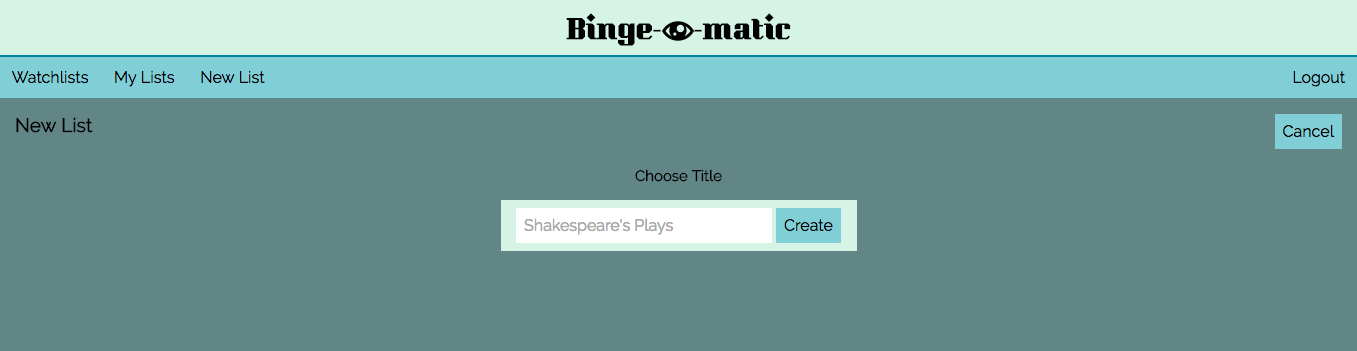 Binge-o-matic
Watchlists My Lists New List Logout
New List Cancel
Choose Title
Shakespeare's Plays Create